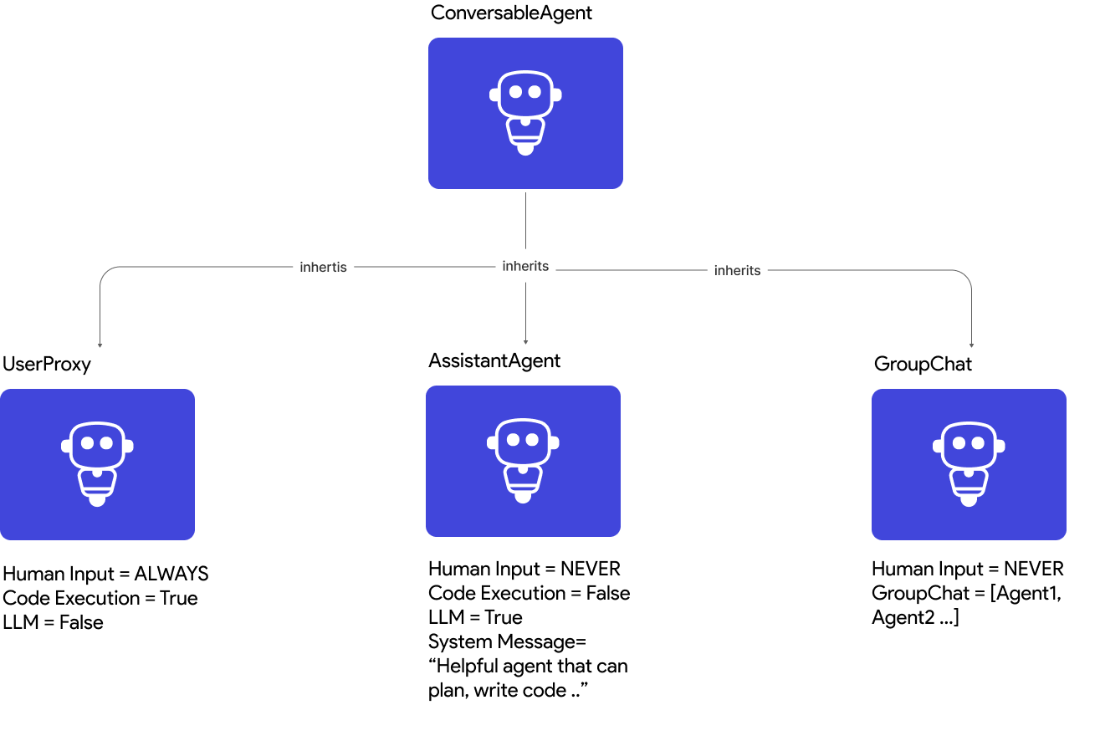 ConversableAgent
inhertis
inherits
inherits
UserProxy
AssistantAgent
GroupChat
Human Input = ALWAYS
Code Execution = True
LLM = False
Human Input = NEVER
Code Execution = False
LLM = True
System Message=
“Helpful agent that can
plan, write code ..”
Human Input = NEVER
GroupChat = [Agent1,
Agent2 ...]